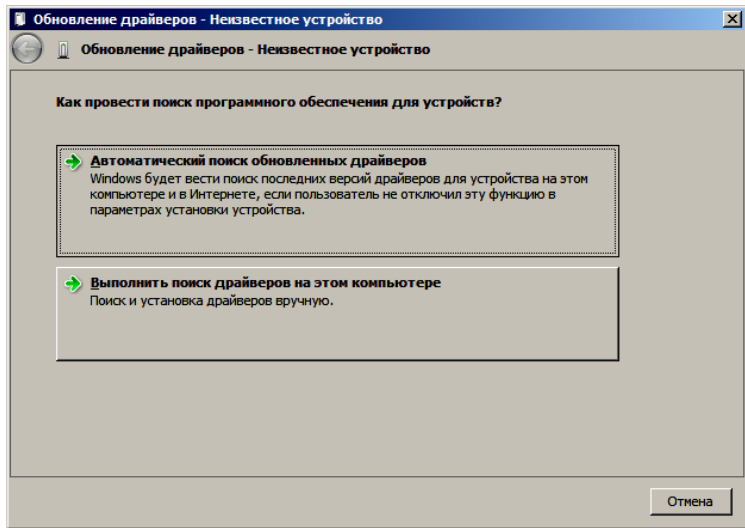 Обновление драйверов - Неизвестное устройство
Обновление драйверов - Неизвестное устройство
Как провести поиск программного обеспечения для устройств?
Автоматический поиск обновленных драйверов
Windows будет вести поиск последних версий драйверов для устройства на этом
компьютере и в Интернете, если пользователь не отключил эту функцию в
параметрах установки устройства.
Выполнить поиск драйверов на этом компьютере
Поиск и установка драйверов вручную.
Отмена